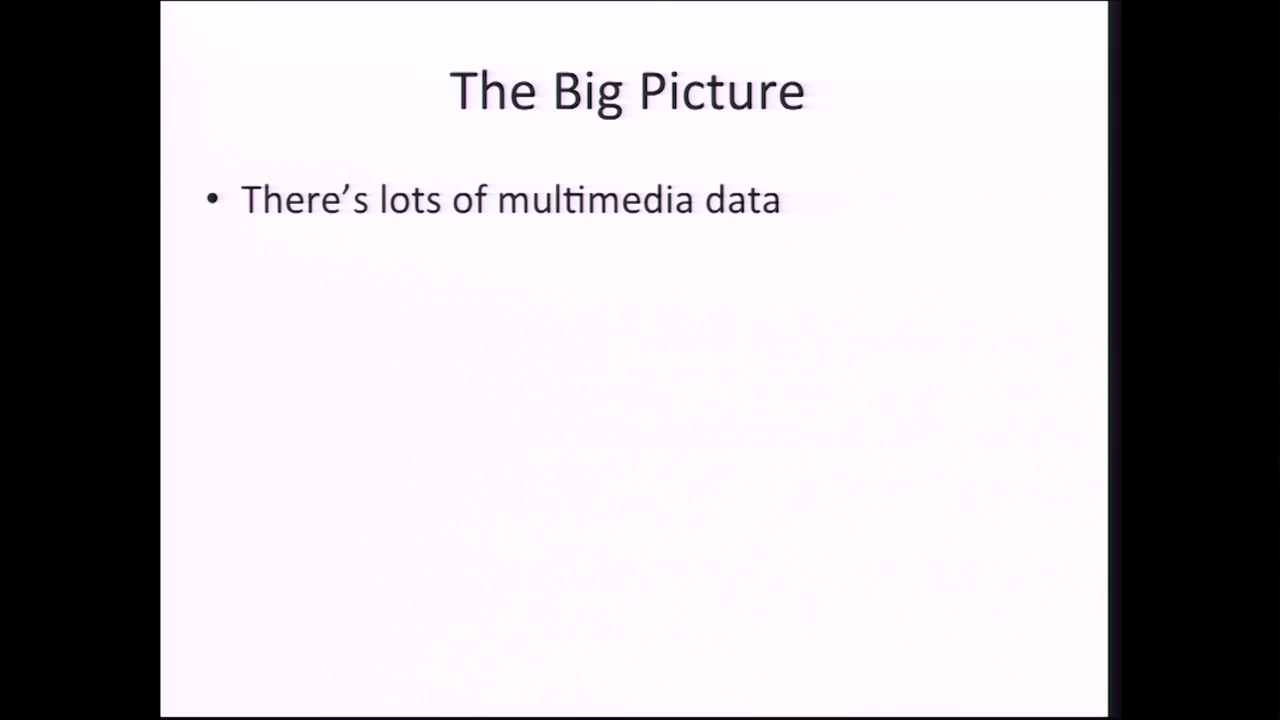 The Big Picture
• There’s lots of multimedia data